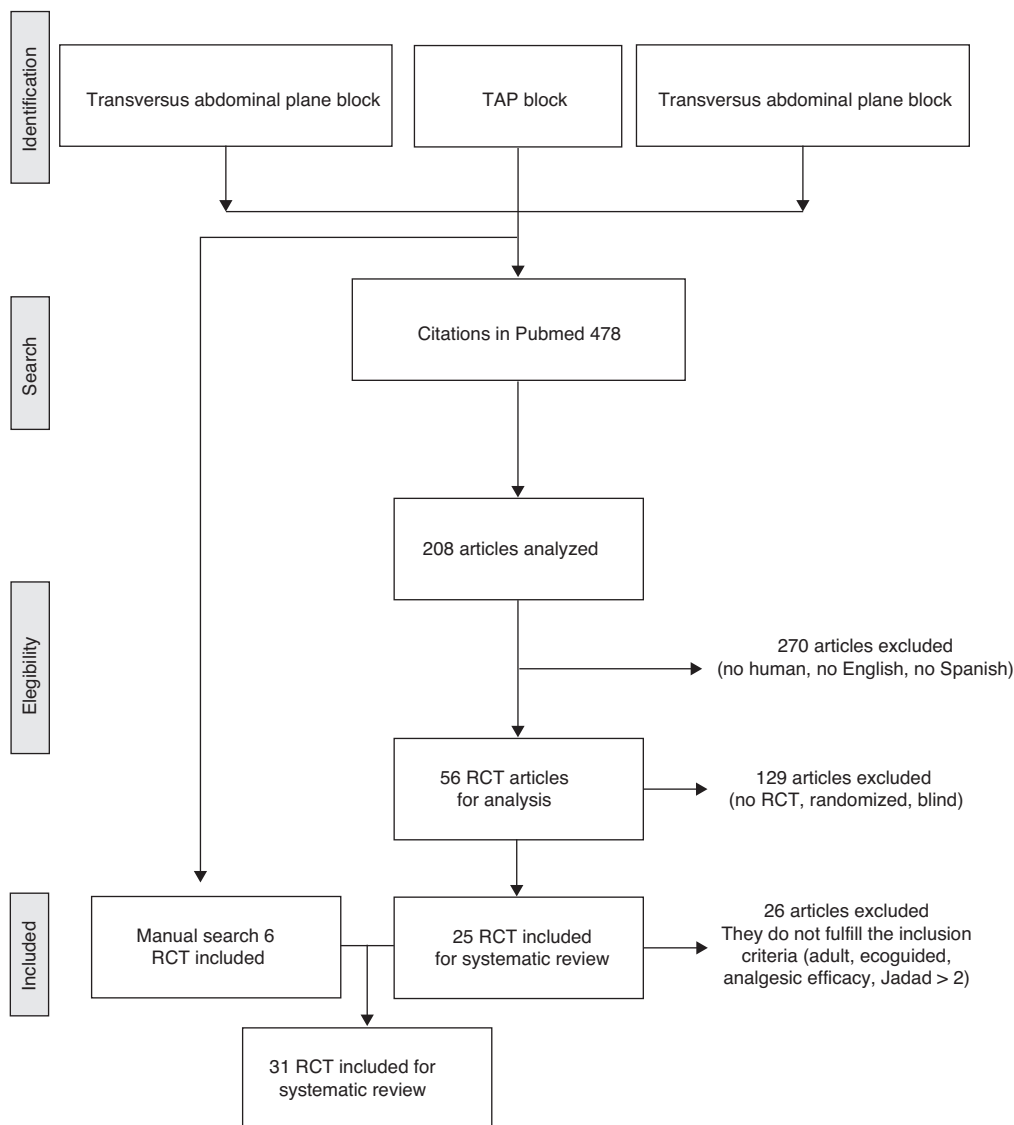 Identification
Transversus abdominal plane block
TAP block
Transversus abdominal plane block
Search
Citations in Pubmed 478
208 articles analyzed
Elegibility
270 articles excluded
(no human, no English, no Spanish)
56 RCT articles
for analysis
129 articles excluded
(no RCT, randomized, blind)
Included
Manual search 6
RCT included
25 RCT included
for systematic review
26 articles excluded
They do not fulfill the inclusion
criteria (adult, ecoguided,
analgesic efficacy, Jadad > 2)
31 RCT included for
systematic review